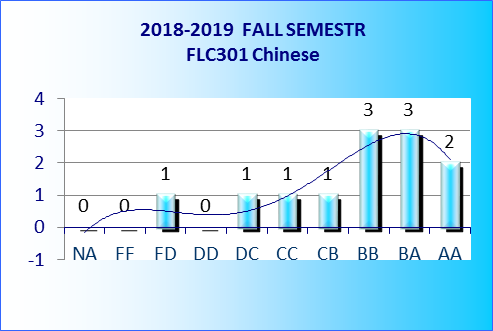 2018-2019 FALL SEMESTR
FLC301 Chinese
4
3
2
1
0
-1
0 0 1 0 1 1 1 3 3 2
NA FF FD DD DC CC CB BB BA AA